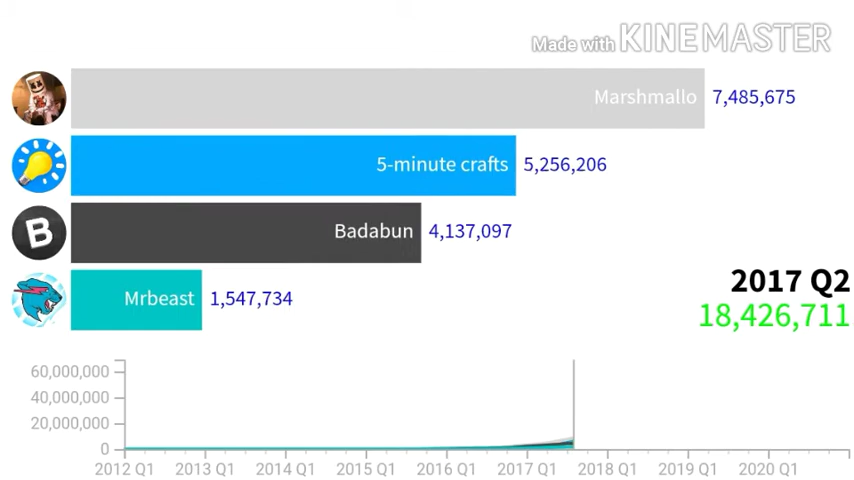 Made with KINEMASTER
Marshmallo 7,485,675
5-minute crafts 5,256,206
B Badabun 4,137,097
Mrbeast 1,547,734
2017 Q2
18,426,711
60,000,000
40,000,000
20,000,000
0
2012 Q1 2013 Q1 2014 Q1 2015 Q1 2016 Q1 2017 Q1 2018 Q1 2019 Q1 2020 Q1